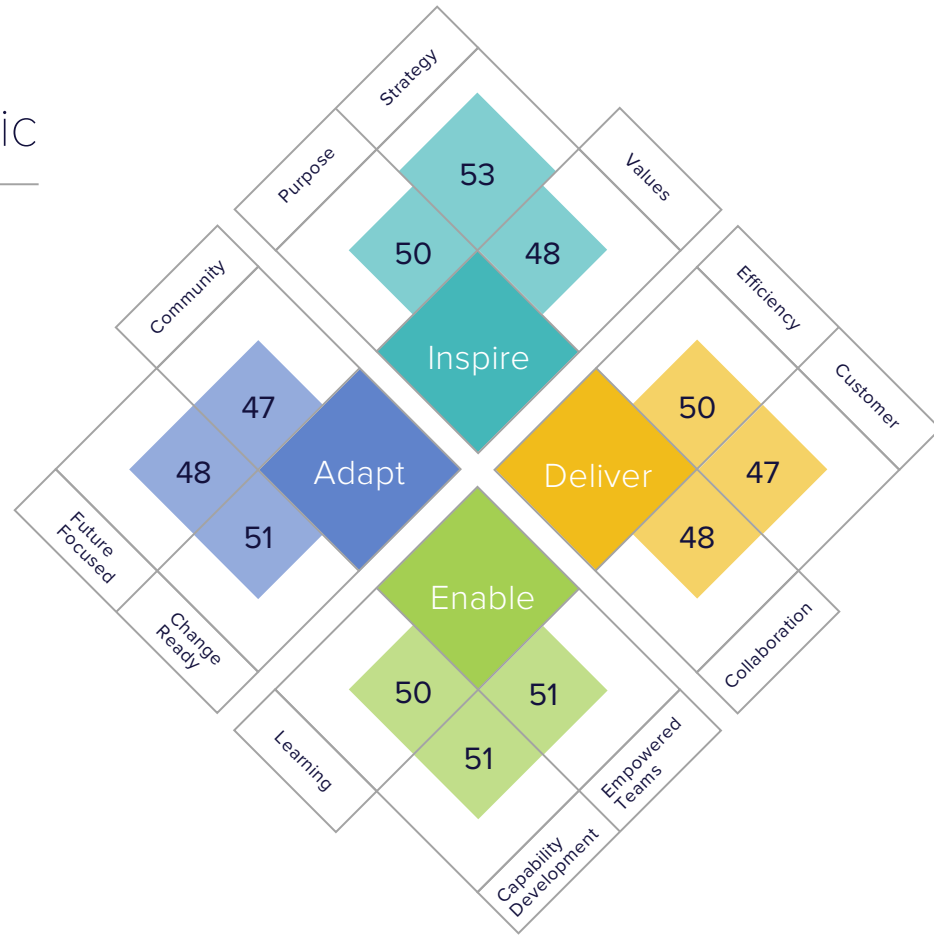 ic
Strategy
Purpose
Values
53
50
48
Inspire
Community
47
48
51
Adapt
Future
Focused
Change
Ready
Efficiency
Customer
50
47
48
Deliver
Collaboration
Enable
50
51
51
Learning
Empowered
Teams
Capability
Development